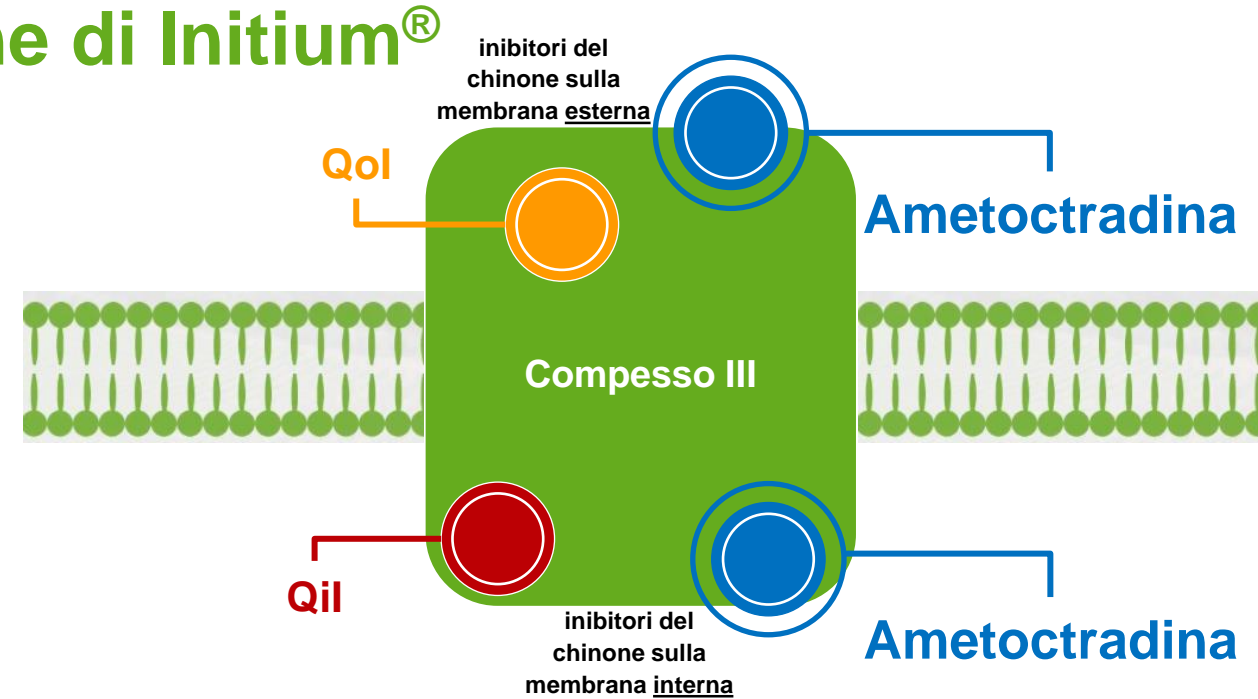 ne di Initium®
inibitori del
chinone sulla
membrana esterna
QoI
Ametoctradina
Compesso III
QiI
inibitori del
chinone sulla
membrana interna
Ametoctradina